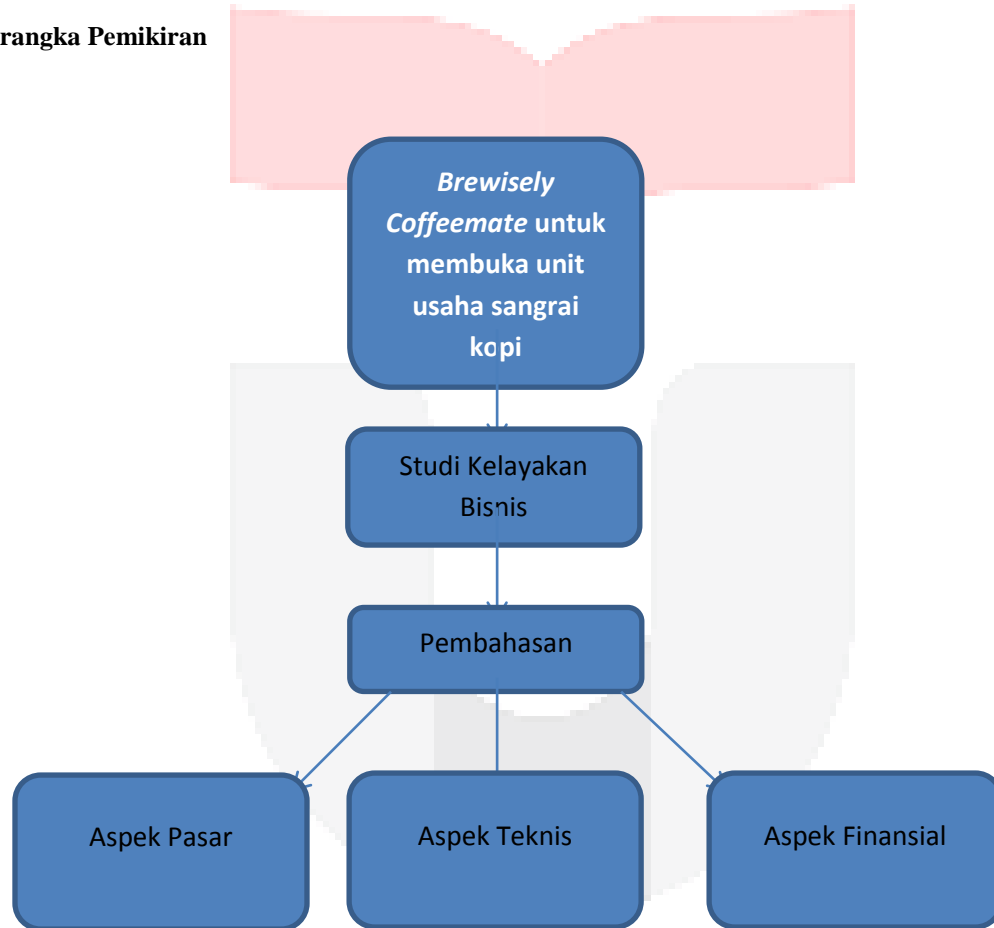 rangka Pemikiran
Brewisely
Coffeemate untuk
membuka unit
usaha sangrai
kopi
Studi Kelayakan
Bisnis
Pembahasan
Aspek Pasar
Aspek Teknis
Aspek Finansial